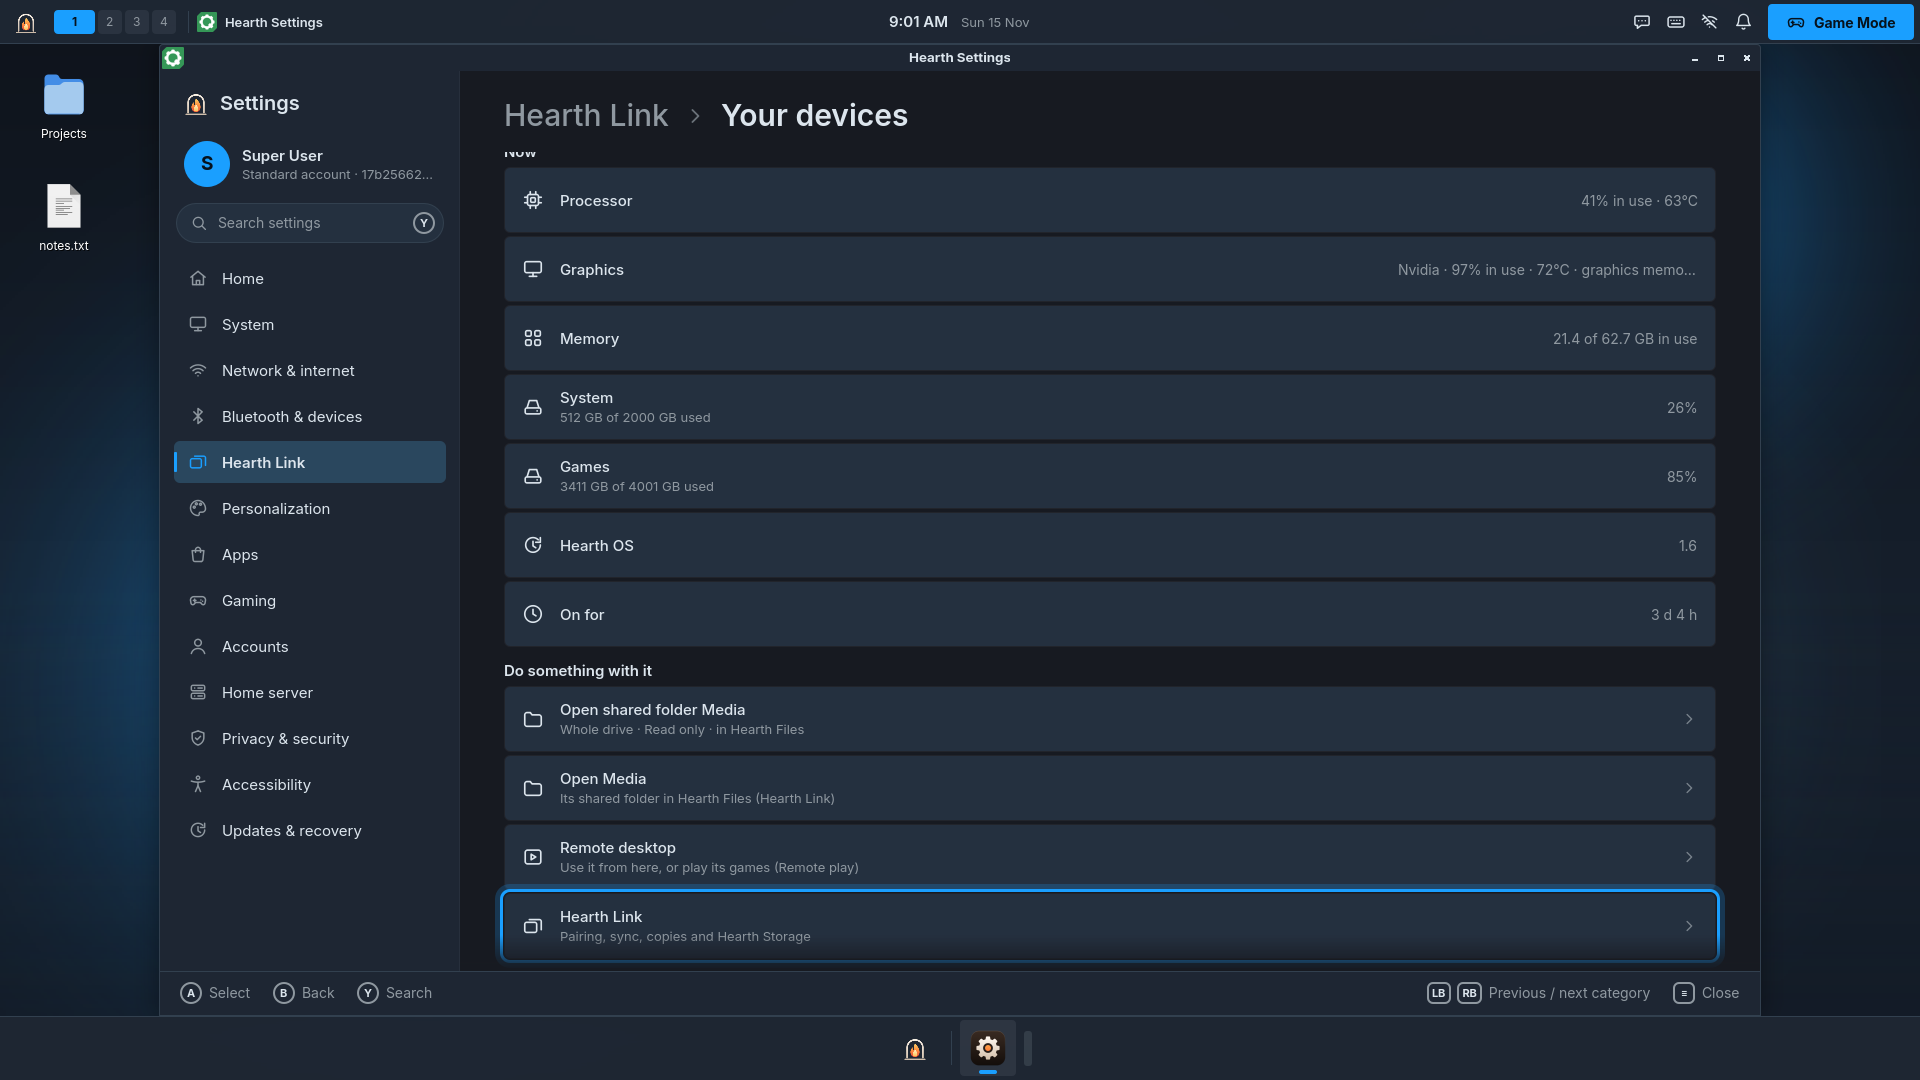 1
2
3
4
Hearth Settings
9:01 AM
Sun 15 Nov
Game Mode
Hearth Settings
Projects
notes.txt
Settings
S
Super User
Standard account · 17b25662...
Search settings
Y
Home
System
Network & internet
Bluetooth & devices
Hearth Link
Personalization
Apps
Gaming
Accounts
Home server
Privacy & security
Accessibility
Updates & recovery
Hearth Link > Your devices
Now
Processor
41% in use · 63°C
Graphics
Nvidia · 97% in use · 72°C · graphics memo...
Memory
21.4 of 62.7 GB in use
System
512 GB of 2000 GB used
26%
Games
3411 GB of 4001 GB used
85%
Hearth OS
1.6
On for
3 d 4 h
Do something with it
Open shared folder Media
Whole drive · Read only · in Hearth Files
Open Media
Its shared folder in Hearth Files (Hearth Link)
Remote desktop
Use it from here, or play its games (Remote play)
Hearth Link
Pairing, sync, copies and Hearth Storage
A Select
B Back
Y Search
LB RB Previous / next category
Close